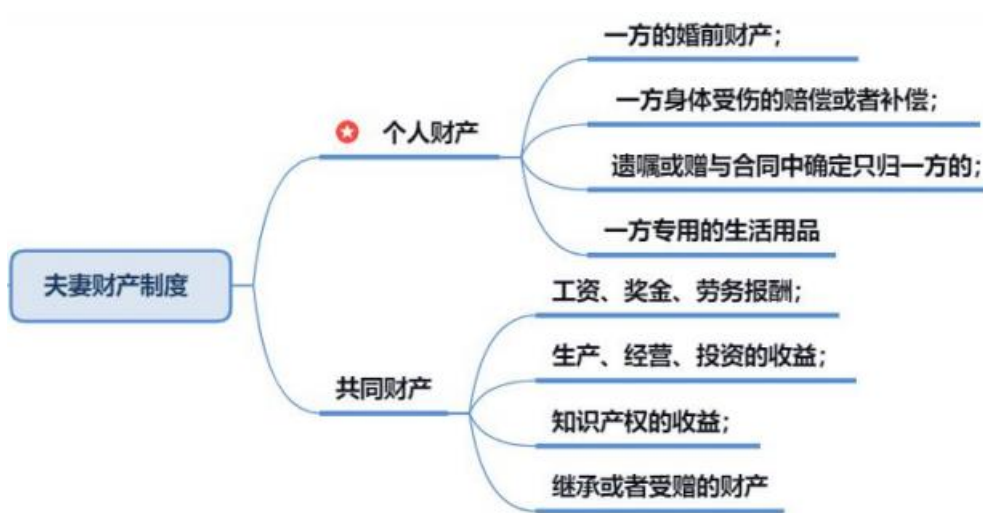 夫妻财产制度
个人财产
一方的婚前财产；
一方身体受伤的赔偿或者补偿；
遗嘱或赠与合同中确定只归一方的；
一方专用的生活用品
共同财产
工资、奖金、劳务报酬；
生产、经营、投资的收益；
知识产权的收益；
继承或者受赠的财产